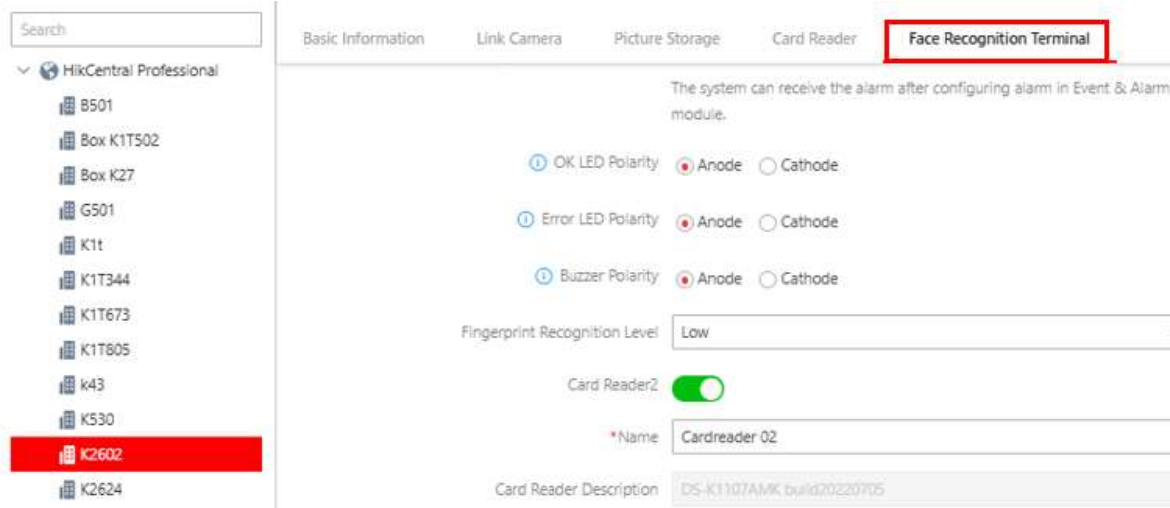 Search
HikCentral Professional
B501
Box K1T502
Box K27
G501
K1t
K1T344
K1T673
K1T805
k43
K530
K2602
K2624
Basic Information Link Camera Picture Storage Card Reader Face Recognition Terminal
The system can receive the alarm after configuring alarm in Event & Alarm
module.
OK LED Polarity Anode Cathode
Error LED Polarity Anode Cathode
Buzzer Polarity Anode Cathode
Fingerprint Recognition Level Low
Card Reader2
*Name Cardreader 02
Card Reader Description DS-K1107AMK build20220705